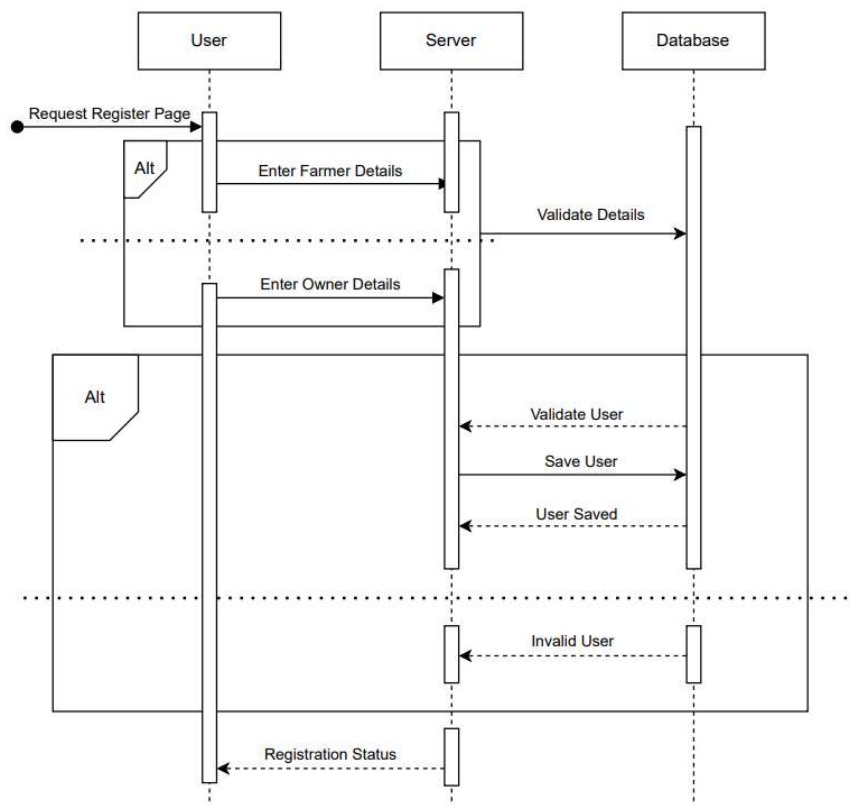 User
Server
Database
Request Register Page
Alt
Enter Farmer Details
Validate Details
Enter Owner Details
Alt
Validate User
Save User
User Saved
Invalid User
Registration Status